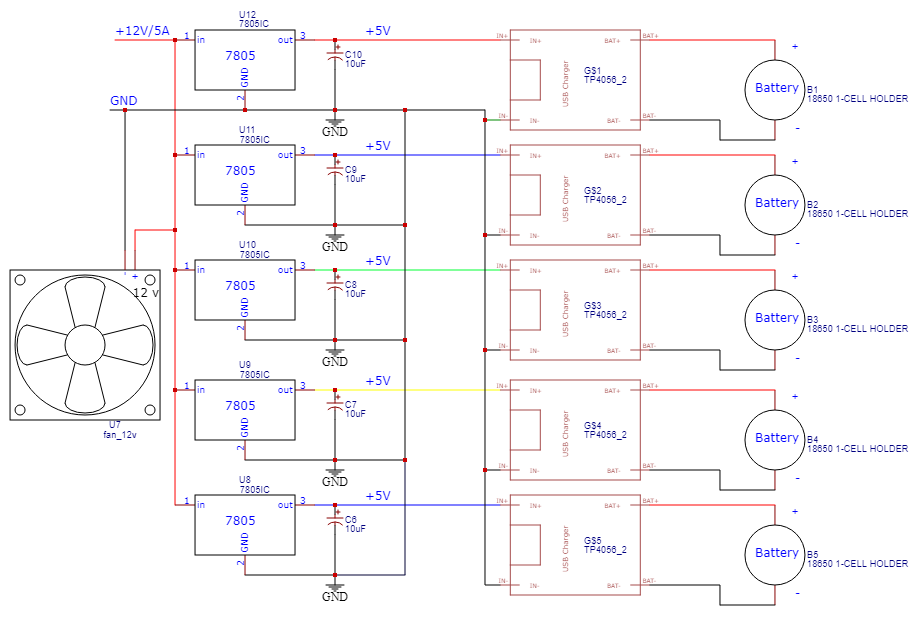 U12
7805IC
+12V/5A
1
in
out
3
7805
GND
2
+5V
+
C10
10uF
GND
GND
IN+
IN+
BAT+
BAT+
USB Charger
G$1
TP4056_2
IN-
IN-
BAT-
BAT-
+
Battery
B1
18650 1-CELL HOLDER
-
U11
7805IC
1
in
out
3
7805
GND
2
+5V
+
C9
10uF
GND
IN+
IN+
BAT+
BAT+
USB Charger
G$2
TP4056_2
IN-
IN-
BAT-
BAT-
+
Battery
B2
18650 1-CELL HOLDER
-
U10
7805IC
1
in
out
3
7805
GND
2
+5V
+
C8
10uF
GND
IN+
IN+
BAT+
BAT+
USB Charger
G$3
TP4056_2
IN-
IN-
BAT-
BAT-
+
Battery
B3
18650 1-CELL HOLDER
-
- +
12 v
U7
fan_12v
U9
7805IC
1
in
out
3
7805
GND
2
+5V
+
C7
10uF
GND
IN+
IN+
BAT+
BAT+
USB Charger
G$4
TP4056_2
IN-
IN-
BAT-
BAT-
+
Battery
B4
18650 1-CELL HOLDER
-
U8
7805IC
1
in
out
3
7805
GND
2
+5V
+
C6
10uF
GND
IN+
IN+
BAT+
BAT+
USB Charger
G$5
TP4056_2
IN-
IN-
BAT-
BAT-
+
Battery
B5
18650 1-CELL HOLDER
-